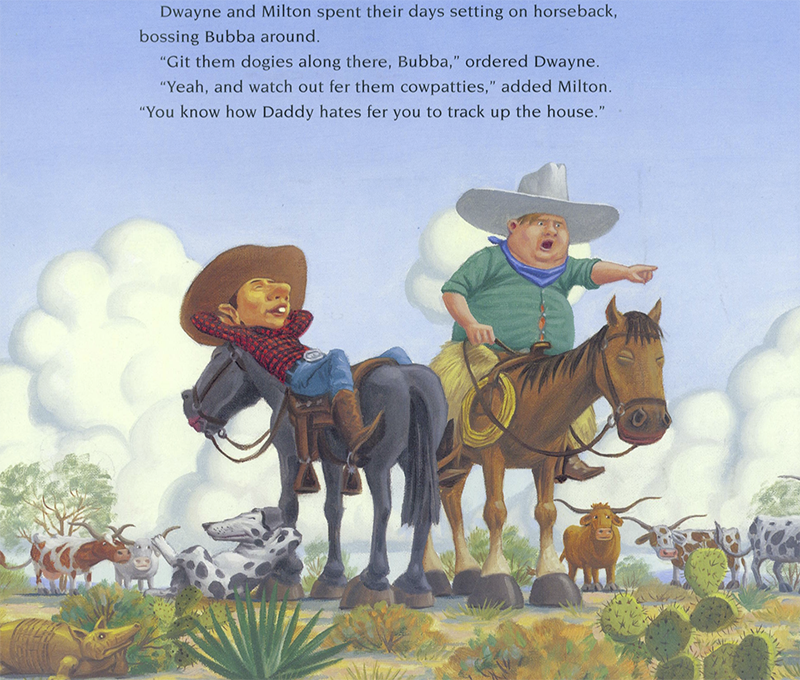 Dwayne and Milton spent their days setting on horseback,
bossing Bubba around.
“Git them dogies along there, Bubba,” ordered Dwayne.
“Yeah, and watch out fer them cowpatties,” added Milton.
“You know how Daddy hates fer you to track up the house.”